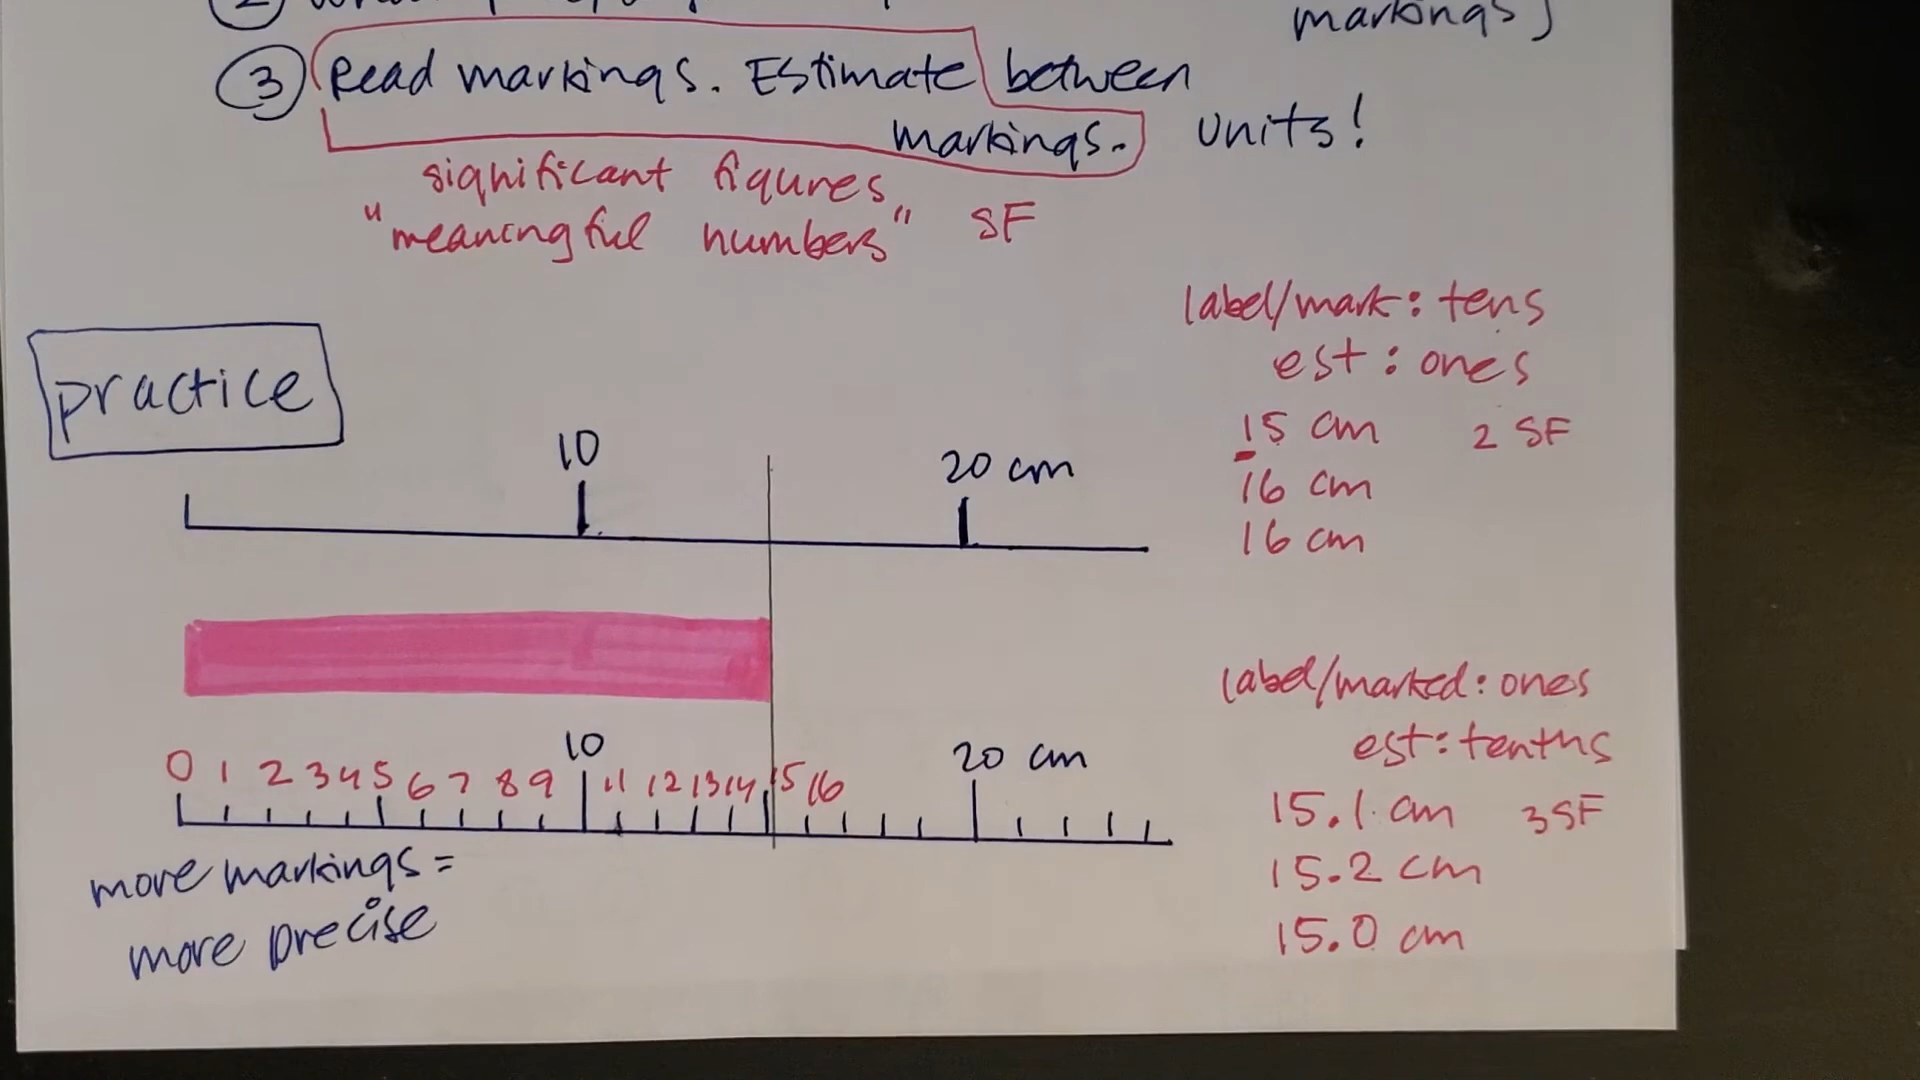 markings)
③ Read markings. Estimate between
markings. units!
significant figures
"meaningful numbers" SF
practice
10
20 cm
label/mark: tens
est: ones
15 cm 2 SF
16 cm
16 cm
0 1 2 3 4 5 6 7 8 9 10 11 12 13 14 15 16 20 cm
more markings =
more precise
label/marked: ones
est: tenths
15.1 cm 3 SF
15.2 cm
15.0 cm